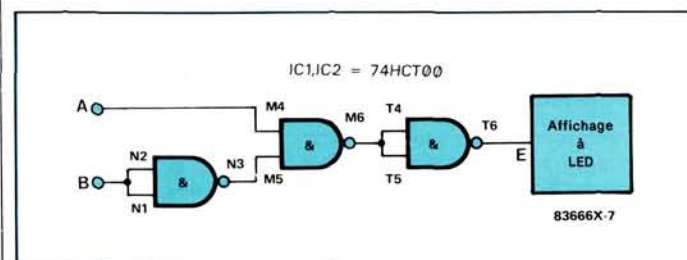 IC1,IC2 = 74HCT00
A
M4
M6
T4
T6
Affichage
à
LED
&
&
E
N2
N3
M5
T5
B
&
N1
83666X-7